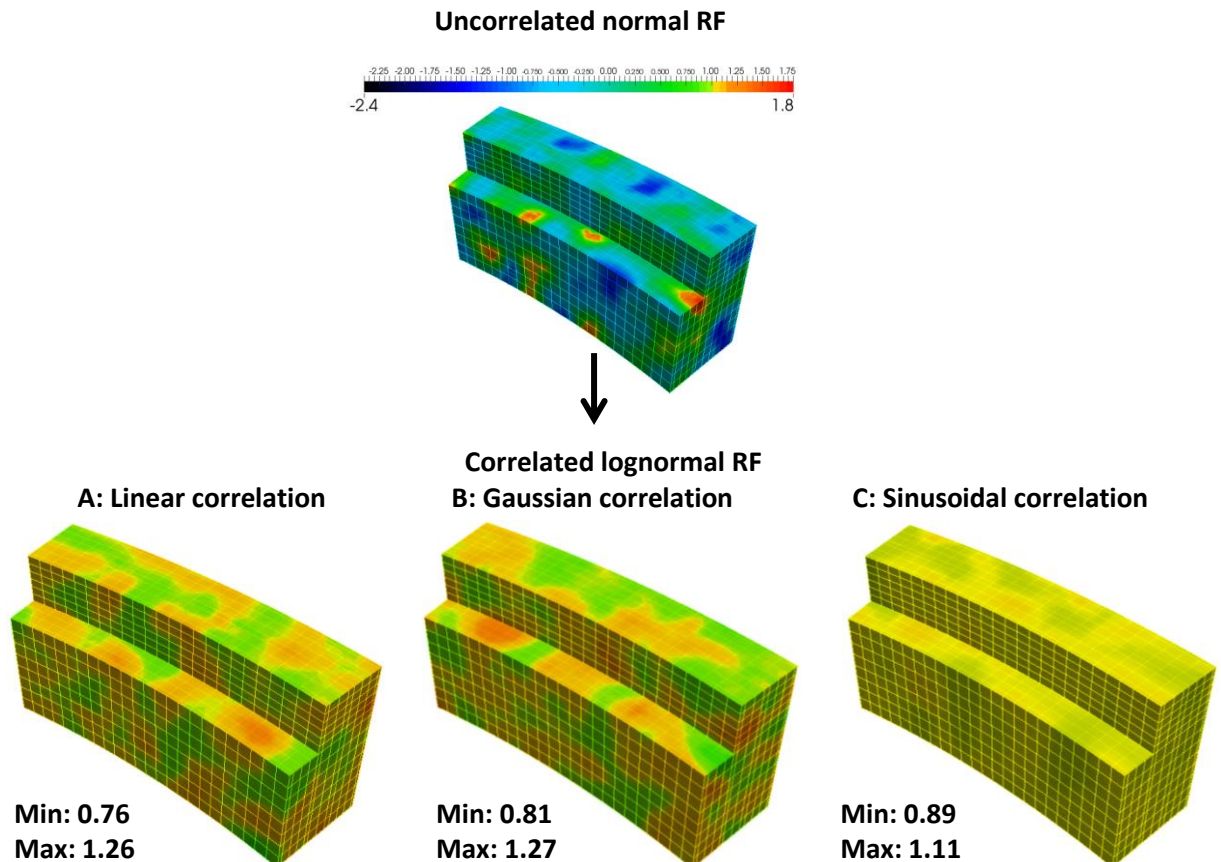 Uncorrelated normal RF
-2.25 -2.00 -1.75 -1.50 -1.25 -1.00 -0.750 -0.500 -0.250 0.00 0.250 0.500 0.750 1.00 1.25 1.50 1.75
-2.4 1.8
Correlated lognormal RF
A: Linear correlation B: Gaussian correlation C: Sinusoidal correlation
Min: 0.76 Min: 0.81 Min: 0.89
Max: 1.26 Max: 1.27 Max: 1.11